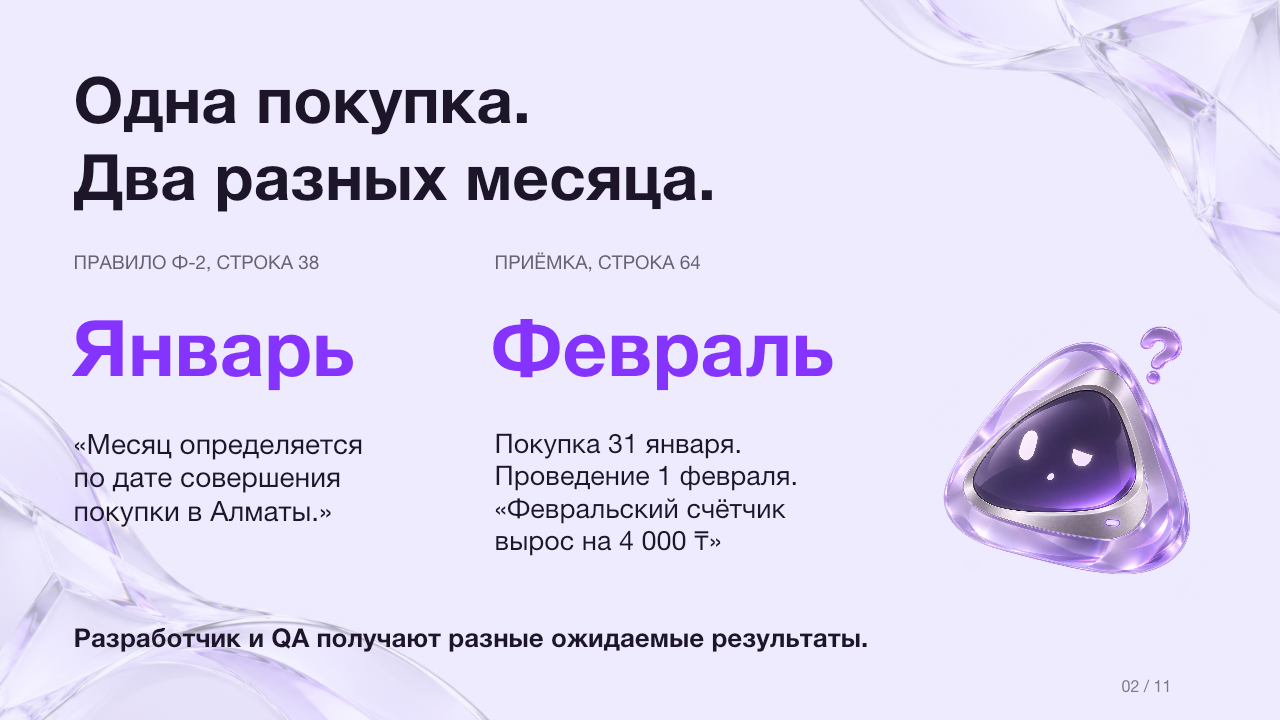 Одна покупка.
Два разных месяца.
ПРАВИЛО Ф-2, СТРОКА 38
ПРИЁМКА, СТРОКА 64
Январь
Февраль
«Месяц определяется
по дате совершения
покупки в Алматы.»
Покупка 31 января.
Проведение 1 февраля.
«Февральский счётчик
вырос на 4 000 ₸»
?
Разработчик и QA получают разные ожидаемые результаты.
02 / 11